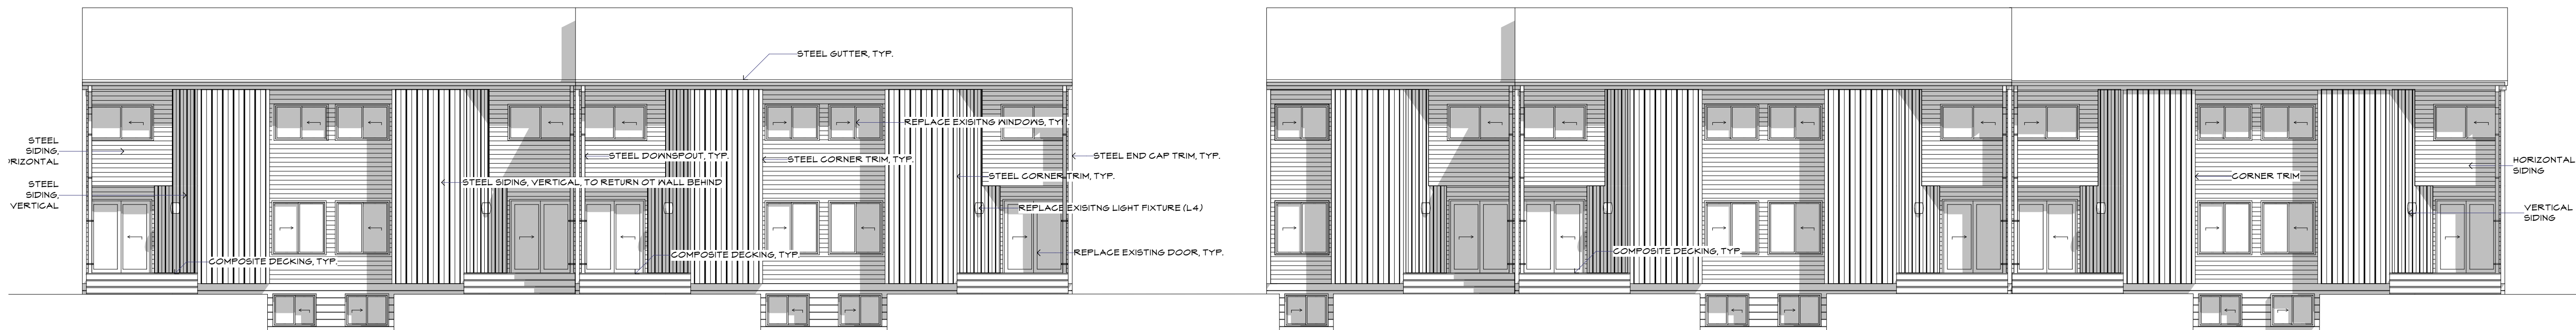 STEEL GUTTER, TYP.
REPLACE EXISITNG WINDOWS, TYP.
STEEL
SIDING,
ORIZONTAL
STEEL DOWNSPOUT, TYP.
STEEL CORNER TRIM, TYP.
STEEL END CAP TRIM, TYP.
HORIZONTAL
SIDING
STEEL CORNER TRIM, TYP.
CORNER TRIM
STEEL SIDING, VERTICAL, TO RETURN OT WALL BEHIND
STEEL
SIDING,
VERTICAL
REPLACE EXISITNG LIGHT FIXTURE (L4)
VERTICAL
SIDING
COMPOSITE DECKING, TYP.
COMPOSITE DECKING, TYP.
REPLACE EXISTING DOOR, TYP.
COMPOSITE DECKING, TYP